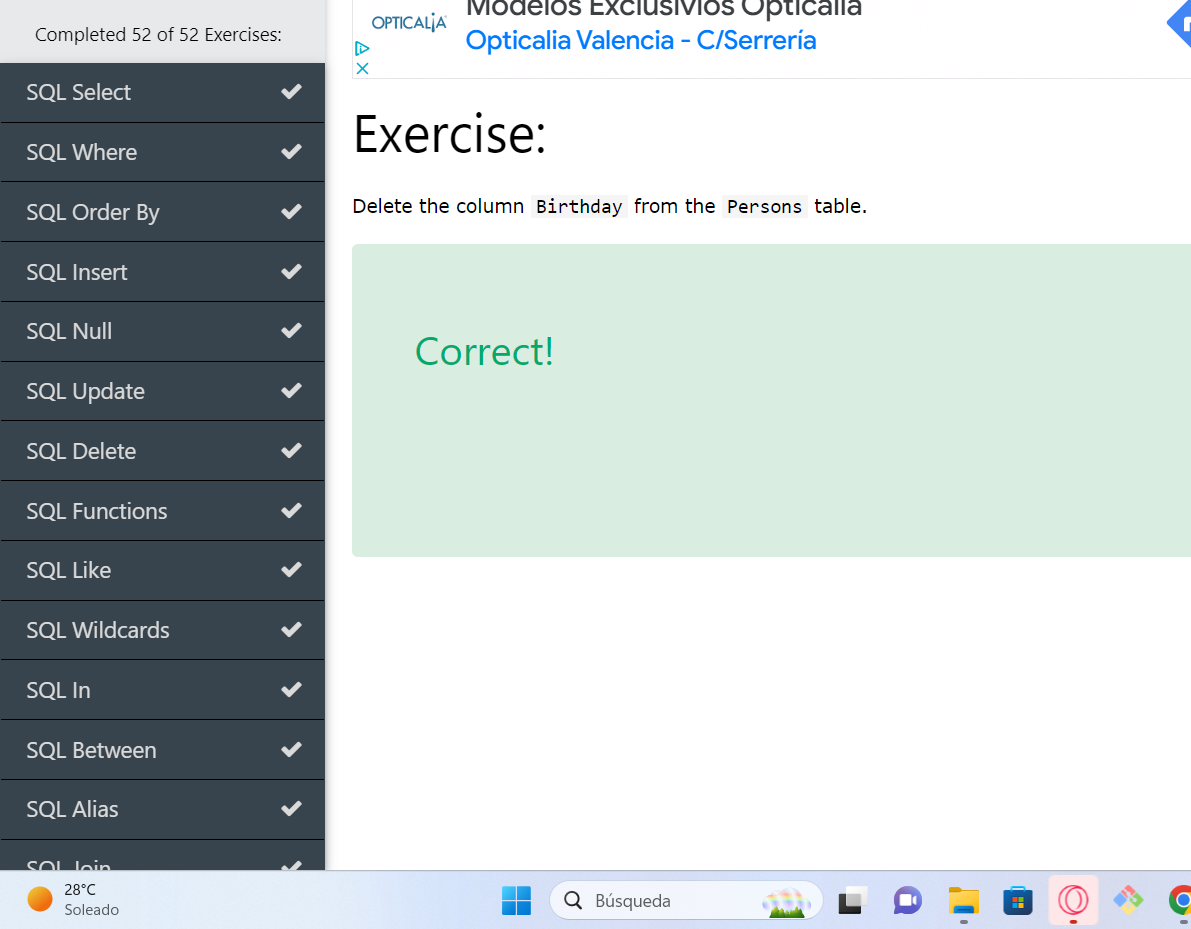 Completed 52 of 52 Exercises:
SQL Select
SQL Where
SQL Order By
SQL Insert
SQL Null
SQL Update
SQL Delete
SQL Functions
SQL Like
SQL Wildcards
SQL In
SQL Between
SQL Alias
SQL Join
OPTICALIA
Modelos Exclusivios Opticalia
Opticalia Valencia - C/Serrería
Exercise:
Delete the column Birthday from the Persons table.
Correct!
28°C
Soleado
Búsqueda